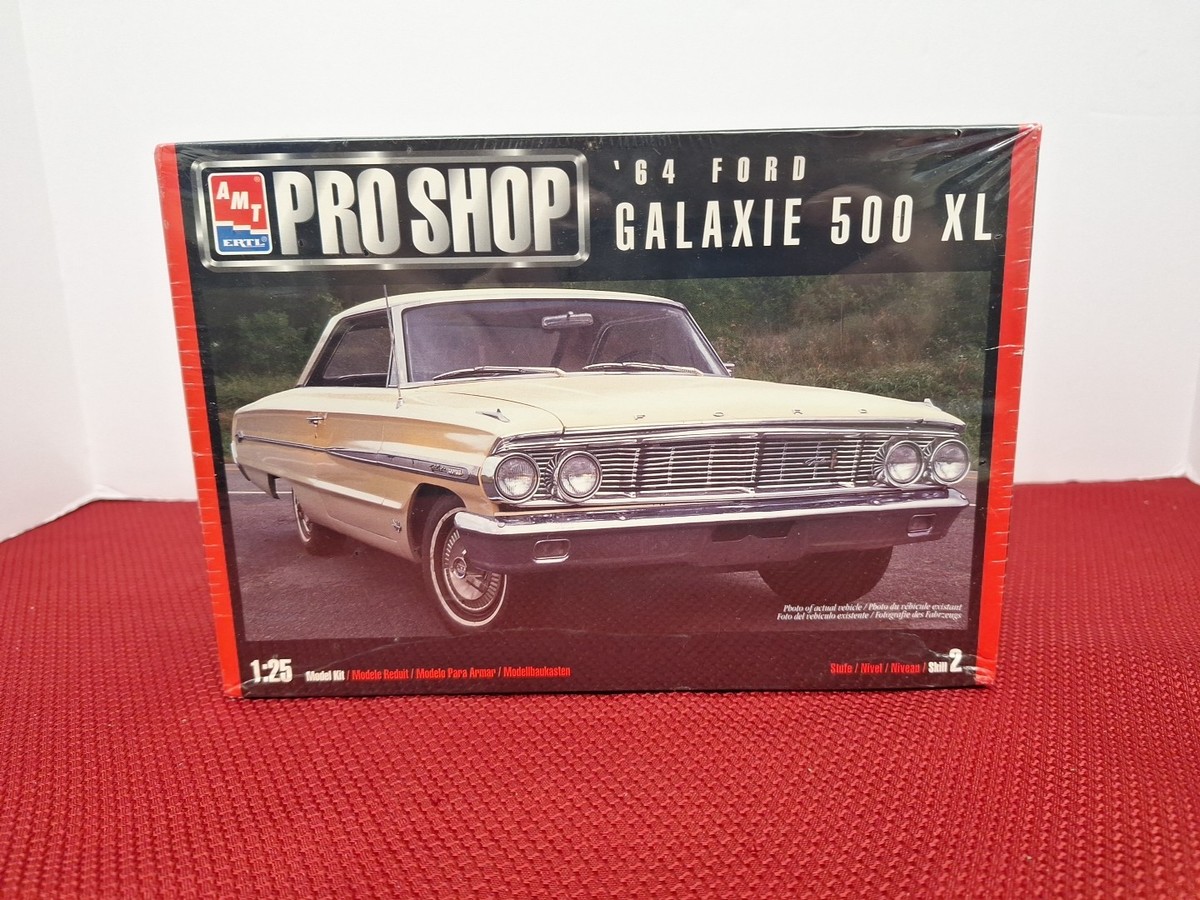 AMT
ERTL
PRO SHOP
'64 FORD
GALAXIE 500 XL
FORD
Photo of actual vehicle / Photo du véhicule existant
Foto del vehiculo existente / Fotografie des Fahrzeugs
1:25 Model Kit / Modele Reduit / Modelo Para Armar / Modellbaukasten
Stufe / Nivel / Niveau / Skill 2